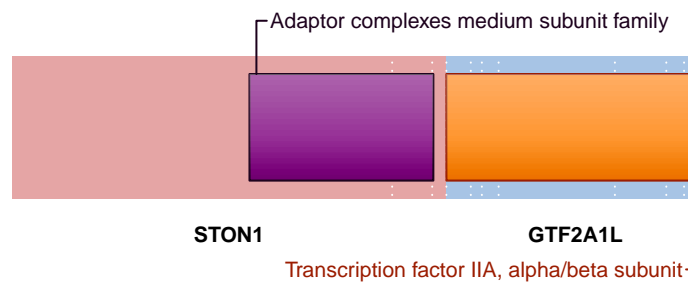 Adaptor complexes medium subunit family
STON1
GTF2A1L
Transcription factor IIA, alpha/beta subunit